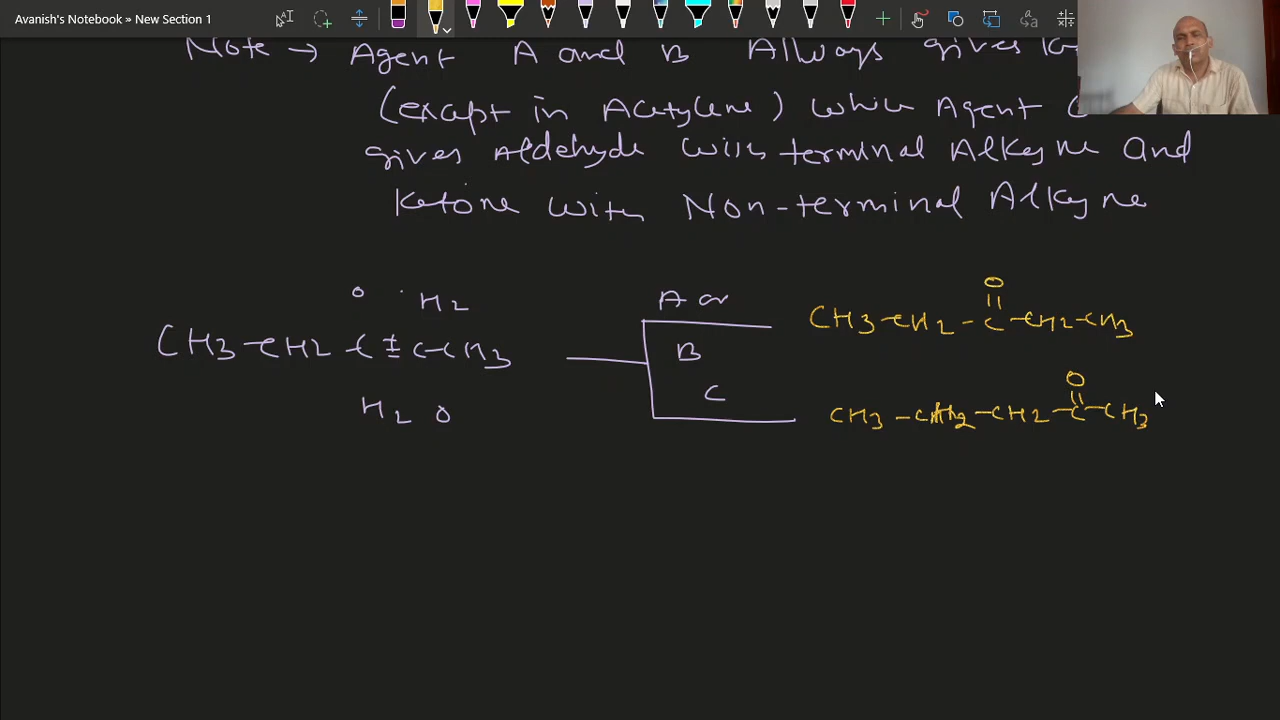 Avanish's Notebook » New Section 1
Note → Agent A and B Always gives
(except in Acetylene) while Agent
gives Aldehyde with terminal Alkyne and
Ketone with Non-terminal Alkyne
O H2
CH3-CH2-C≡C-CH3
H2 O
A or
B
C
O
CH3-CH2-C-CH2-CH3
O
CH3-CH2-CH2-C-CH3